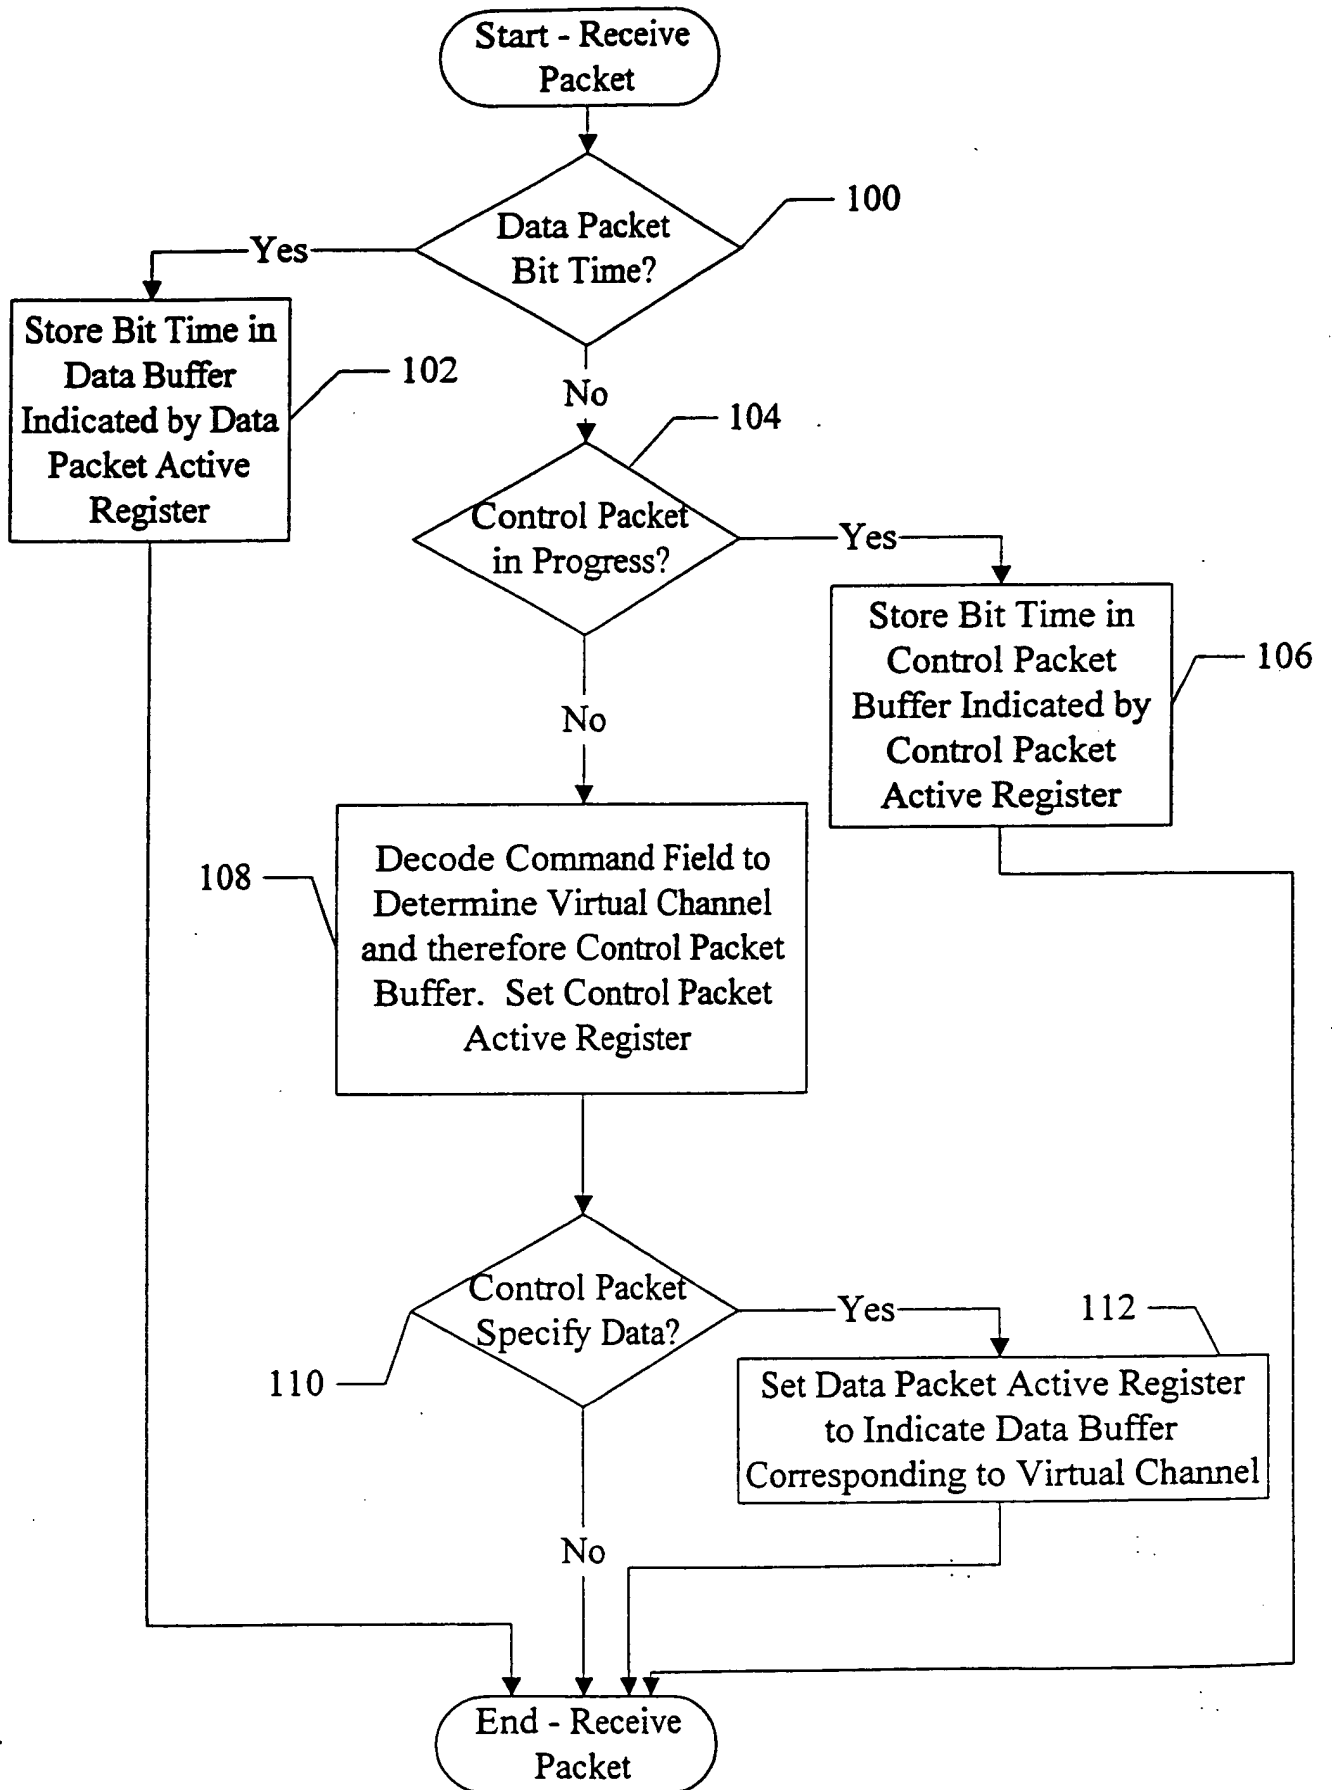 Start - Receive
Packet
100
Data Packet
Bit Time?
Yes
Store Bit Time in
Data Buffer
Indicated by Data
Packet Active
Register
102
No
104
Control Packet
in Progress?
Yes
Store Bit Time in
Control Packet
Buffer Indicated by
Control Packet
Active Register
106
No
108
Decode Command Field to
Determine Virtual Channel
and therefore Control Packet
Buffer. Set Control Packet
Active Register
Control Packet
Specify Data?
110
Yes
112
Set Data Packet Active Register
to Indicate Data Buffer
Corresponding to Virtual Channel
No
End - Receive
Packet